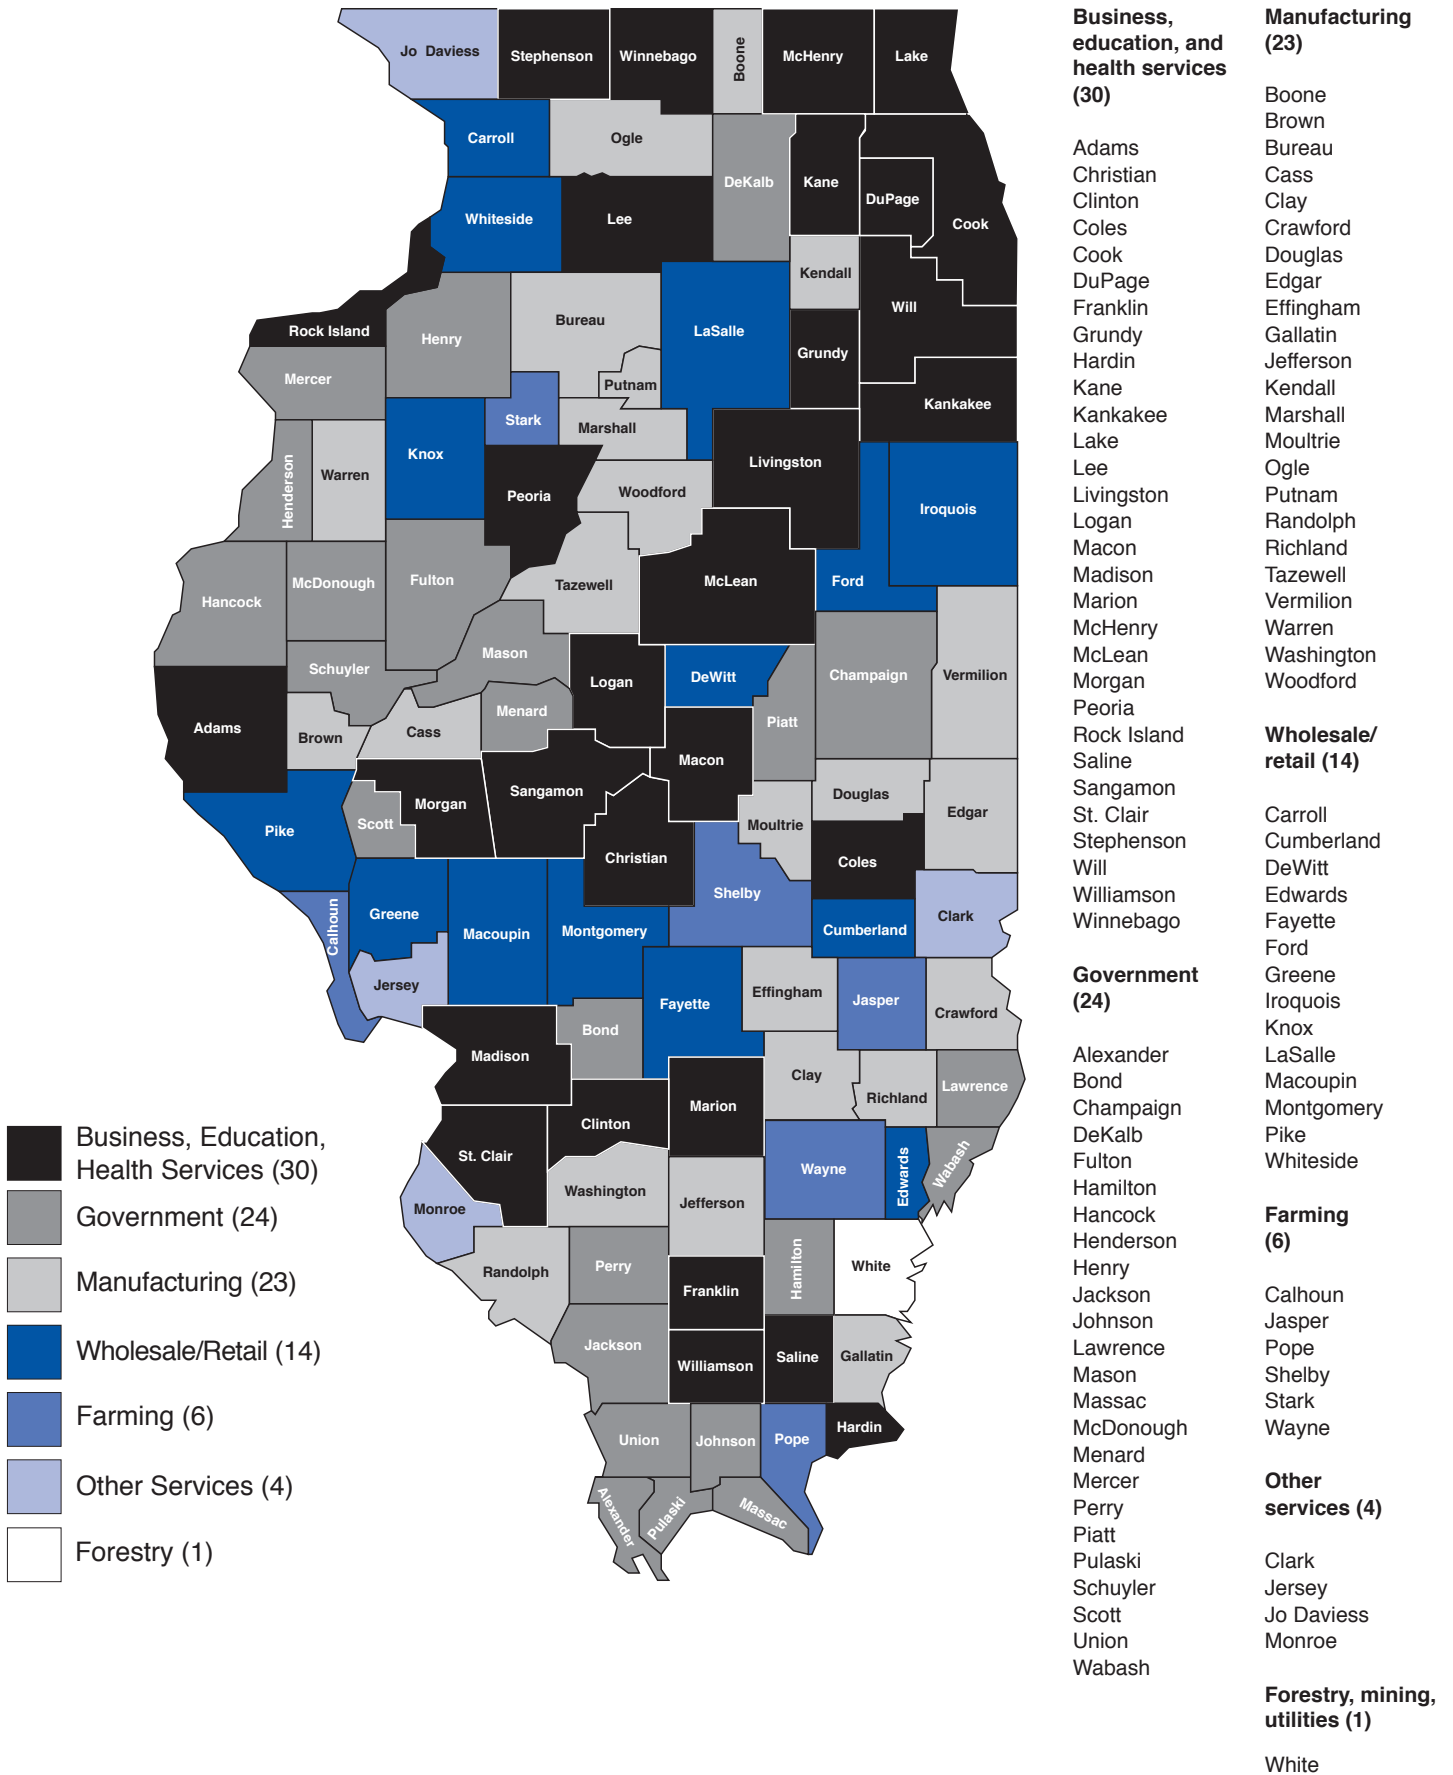 Jo Daviess
Stephenson
Winnebago
Boone
McHenry
Lake
Carroll
Ogle
DeKalb
Kane
DuPage
Cook
Whiteside
Lee
Kendall
Will
Rock Island
Henry
Bureau
LaSalle
Grundy
Mercer
Putnam
Kankakee
Stark
Marshall
Henderson
Warren
Knox
Peoria
Woodford
Livingston
Iroquois
Hancock
McDonough
Fulton
Tazewell
McLean
Ford
Schuyler
Mason
Logan
DeWitt
Champaign
Vermilion
Adams
Brown
Cass
Menard
Piatt
Macon
Pike
Scott
Morgan
Sangamon
Christian
Moultrie
Douglas
Edgar
Coles
Shelby
Calhoun
Greene
Macoupin
Montgomery
Cumberland
Clark
Jersey
Fayette
Effingham
Jasper
Crawford
Madison
Bond
Clay
Richland
Lawrence
Marion
Clinton
St. Clair
Washington
Jefferson
Wayne
Edwards
Wabash
Monroe
Randolph
Perry
Franklin
Hamilton
White
Jackson
Williamson
Saline
Gallatin
Union
Johnson
Pope
Hardin
Alexander
Pulaski
Massac
Business, Education,
Health Services (30)
Government (24)
Manufacturing (23)
Wholesale/Retail (14)
Farming (6)
Other Services (4)
Forestry (1)
Business,
education, and
health services
(30)
Adams
Christian
Clinton
Coles
Cook
DuPage
Franklin
Grundy
Hardin
Kane
Kankakee
Lake
Lee
Livingston
Logan
Macon
Madison
Marion
McHenry
McLean
Morgan
Peoria
Rock Island
Saline
Sangamon
St. Clair
Stephenson
Will
Williamson
Winnebago
Government
(24)
Alexander
Bond
Champaign
DeKalb
Fulton
Hamilton
Hancock
Henderson
Henry
Jackson
Johnson
Lawrence
Mason
Massac
McDonough
Menard
Mercer
Perry
Piatt
Pulaski
Schuyler
Scott
Union
Wabash
Manufacturing
(23)
Boone
Brown
Bureau
Cass
Clay
Crawford
Douglas
Edgar
Effingham
Gallatin
Jefferson
Kendall
Marshall
Moultrie
Ogle
Putnam
Randolph
Richland
Tazewell
Vermilion
Warren
Washington
Woodford
Wholesale/
retail (14)
Carroll
Cumberland
DeWitt
Edwards
Fayette
Ford
Greene
Iroquois
Knox
LaSalle
Macoupin
Montgomery
Pike
Whiteside
Farming
(6)
Calhoun
Jasper
Pope
Shelby
Stark
Wayne
Other
services (4)
Clark
Jersey
Jo Daviess
Monroe
Forestry, mining,
utilities (1)
White